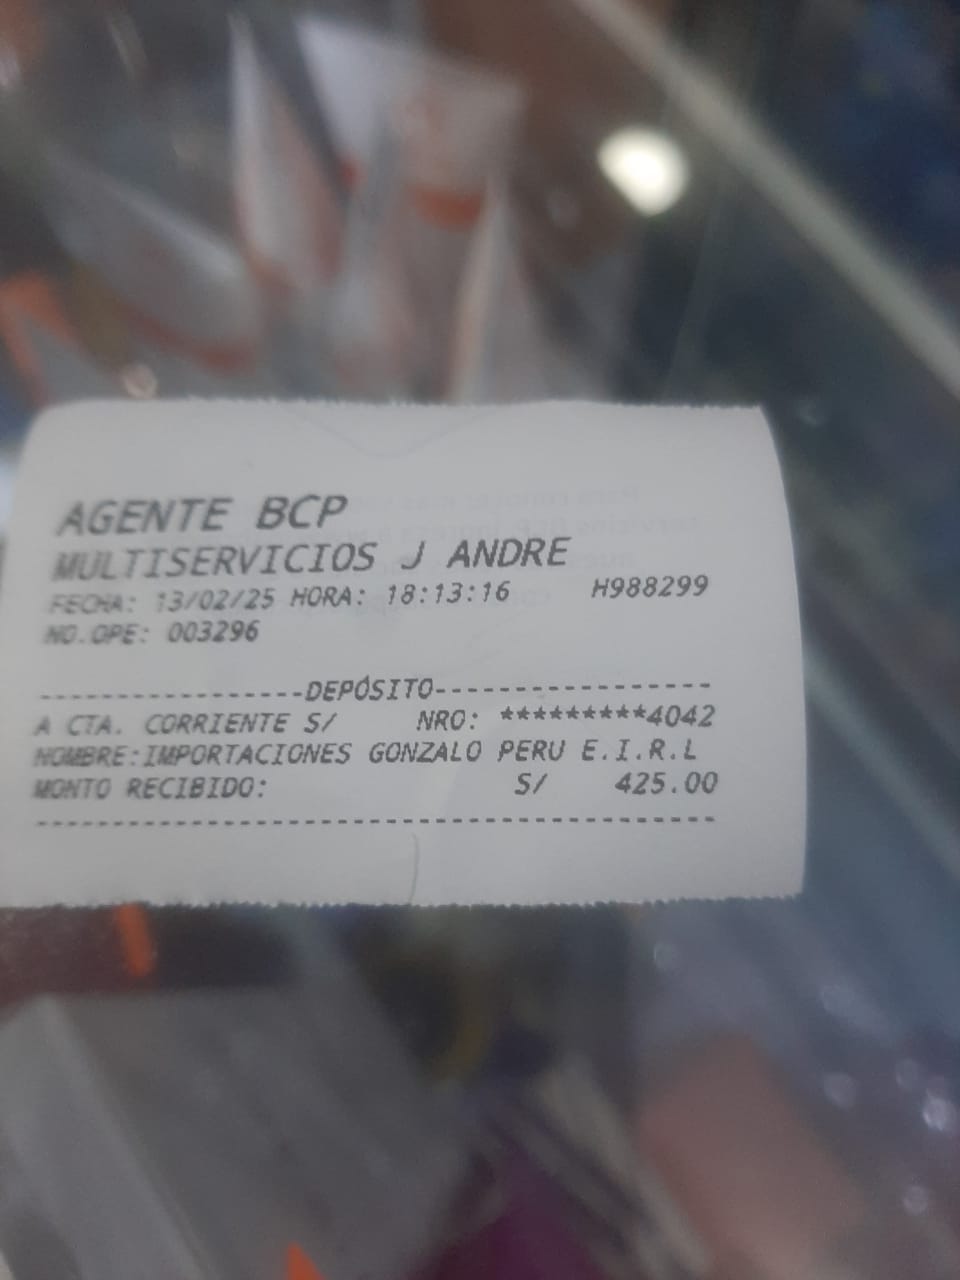 AGENTE BCP
MULTISERVICIOS J ANDRE
FECHA: 13/02/25 HORA: 18:13:16 H988299
NO.OPE: 003296
------------------DEPÓSITO------------------
A CTA. CORRIENTE S/ NRO: *********4042
NOMBRE:IMPORTACIONES GONZALO PERU E.I.R.L
MONTO RECIBIDO: S/ 425.00
--------------------------------------------